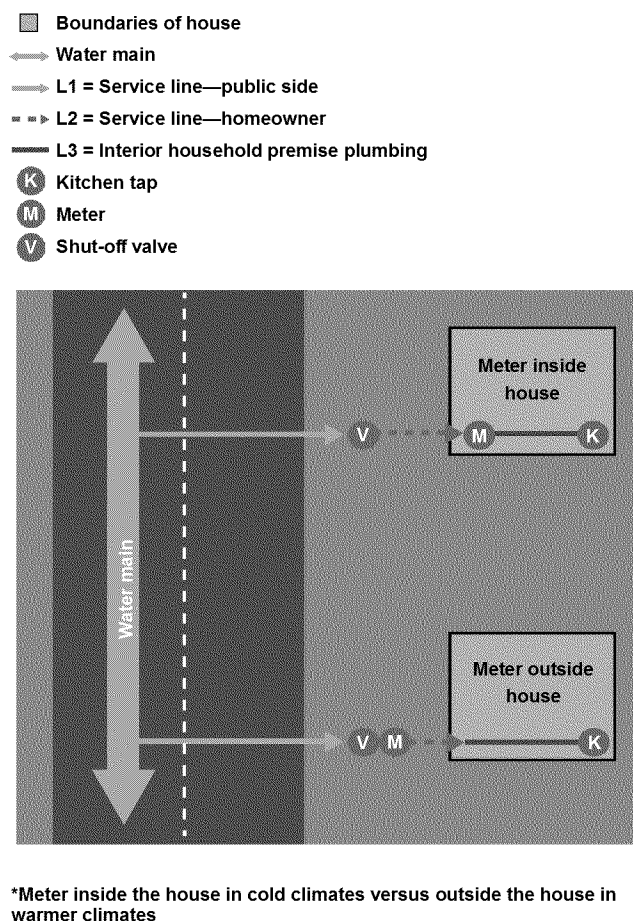 Boundaries of house
Water main
L1 = Service line—public side
L2 = Service line—homeowner
L3 = Interior household premise plumbing
K Kitchen tap
M Meter
V Shut-off valve
Water main
Meter inside
house
V M K
Meter outside
house
V M K
*Meter inside the house in cold climates versus outside the house in
warmer climates